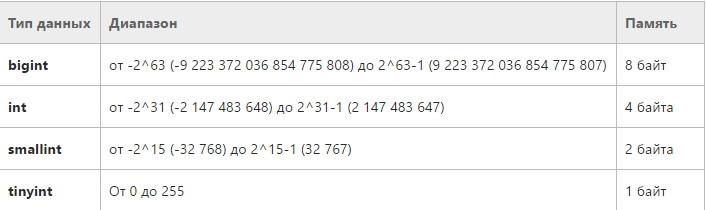 Тип данных Диапазон Память
bigint от -2^63 (-9 223 372 036 854 775 808) до 2^63-1 (9 223 372 036 854 775 807) 8 байт
int от -2^31 (-2 147 483 648) до 2^31-1 (2 147 483 647) 4 байта
smallint от -2^15 (-32 768) до 2^15-1 (32 767) 2 байта
tinyint От 0 до 255 1 байт